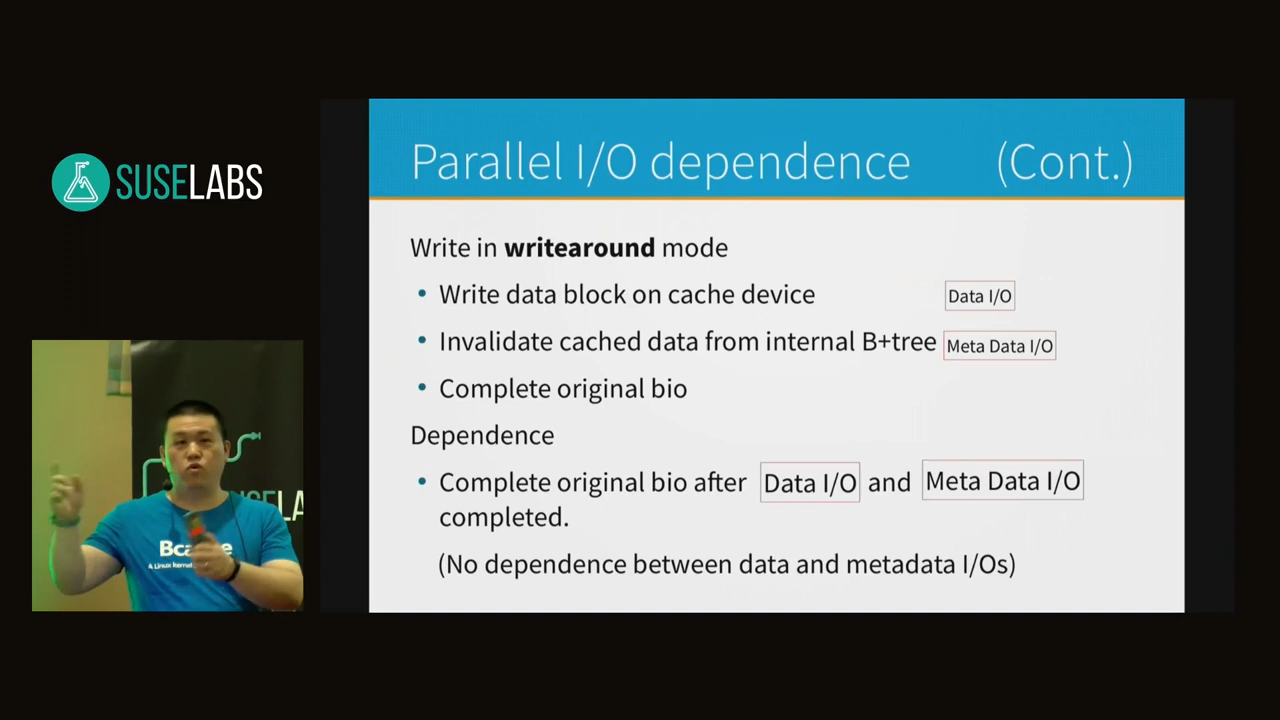 SUSELABS
Parallel I/O dependence (Cont.)
Write in writearound mode
• Write data block on cache device Data I/O
• Invalidate cached data from internal B+tree Meta Data I/O
• Complete original bio
Dependence
• Complete original bio after Data I/O and Meta Data I/O
completed.
(No dependence between data and metadata I/Os)
A Linux